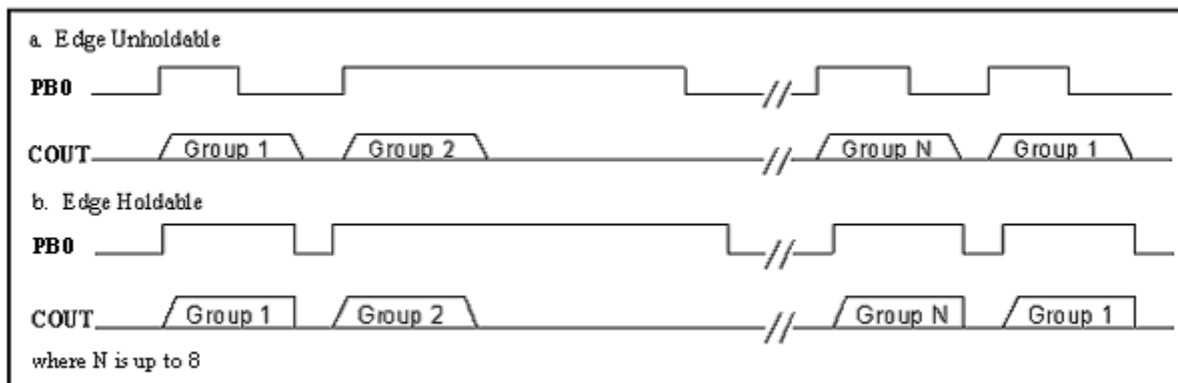 a. Edge Unholdable
PB0
COUT Group 1 Group 2 Group N Group 1
b. Edge Holdable
PB0
COUT Group 1 Group 2 Group N Group 1
where N is up to 8